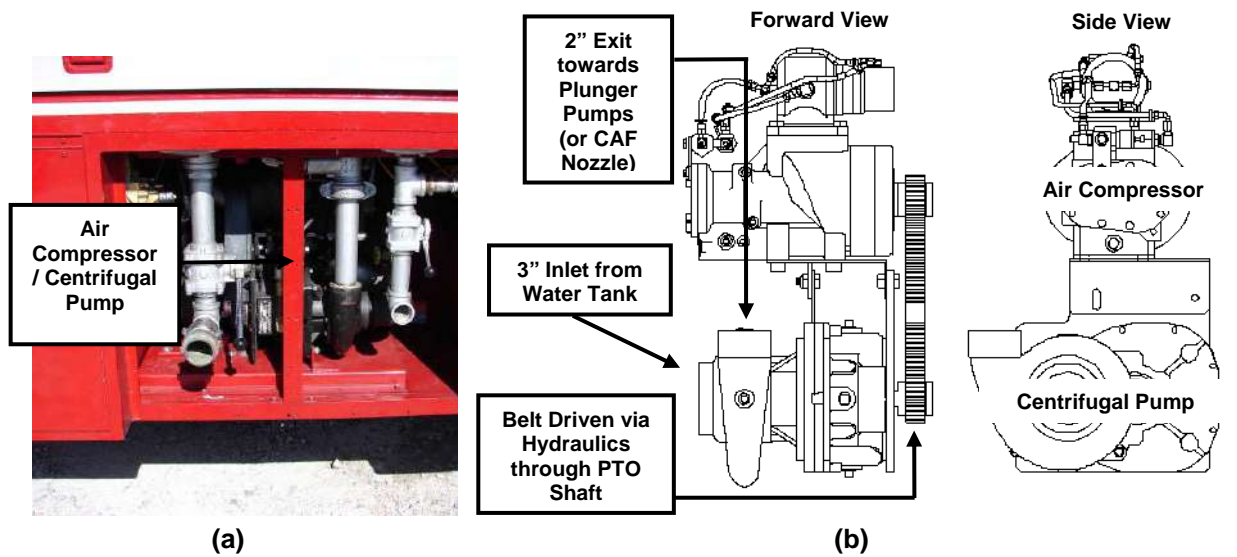 Air
Compressor
/ Centrifugal
Pump
(a)
2” Exit
towards
Plunger
Pumps
(or CAF
Nozzle)
3” Inlet from
Water Tank
Belt Driven via
Hydraulics
through PTO
Shaft
Forward View
Side View
Air Compressor
Centrifugal Pump
(b)